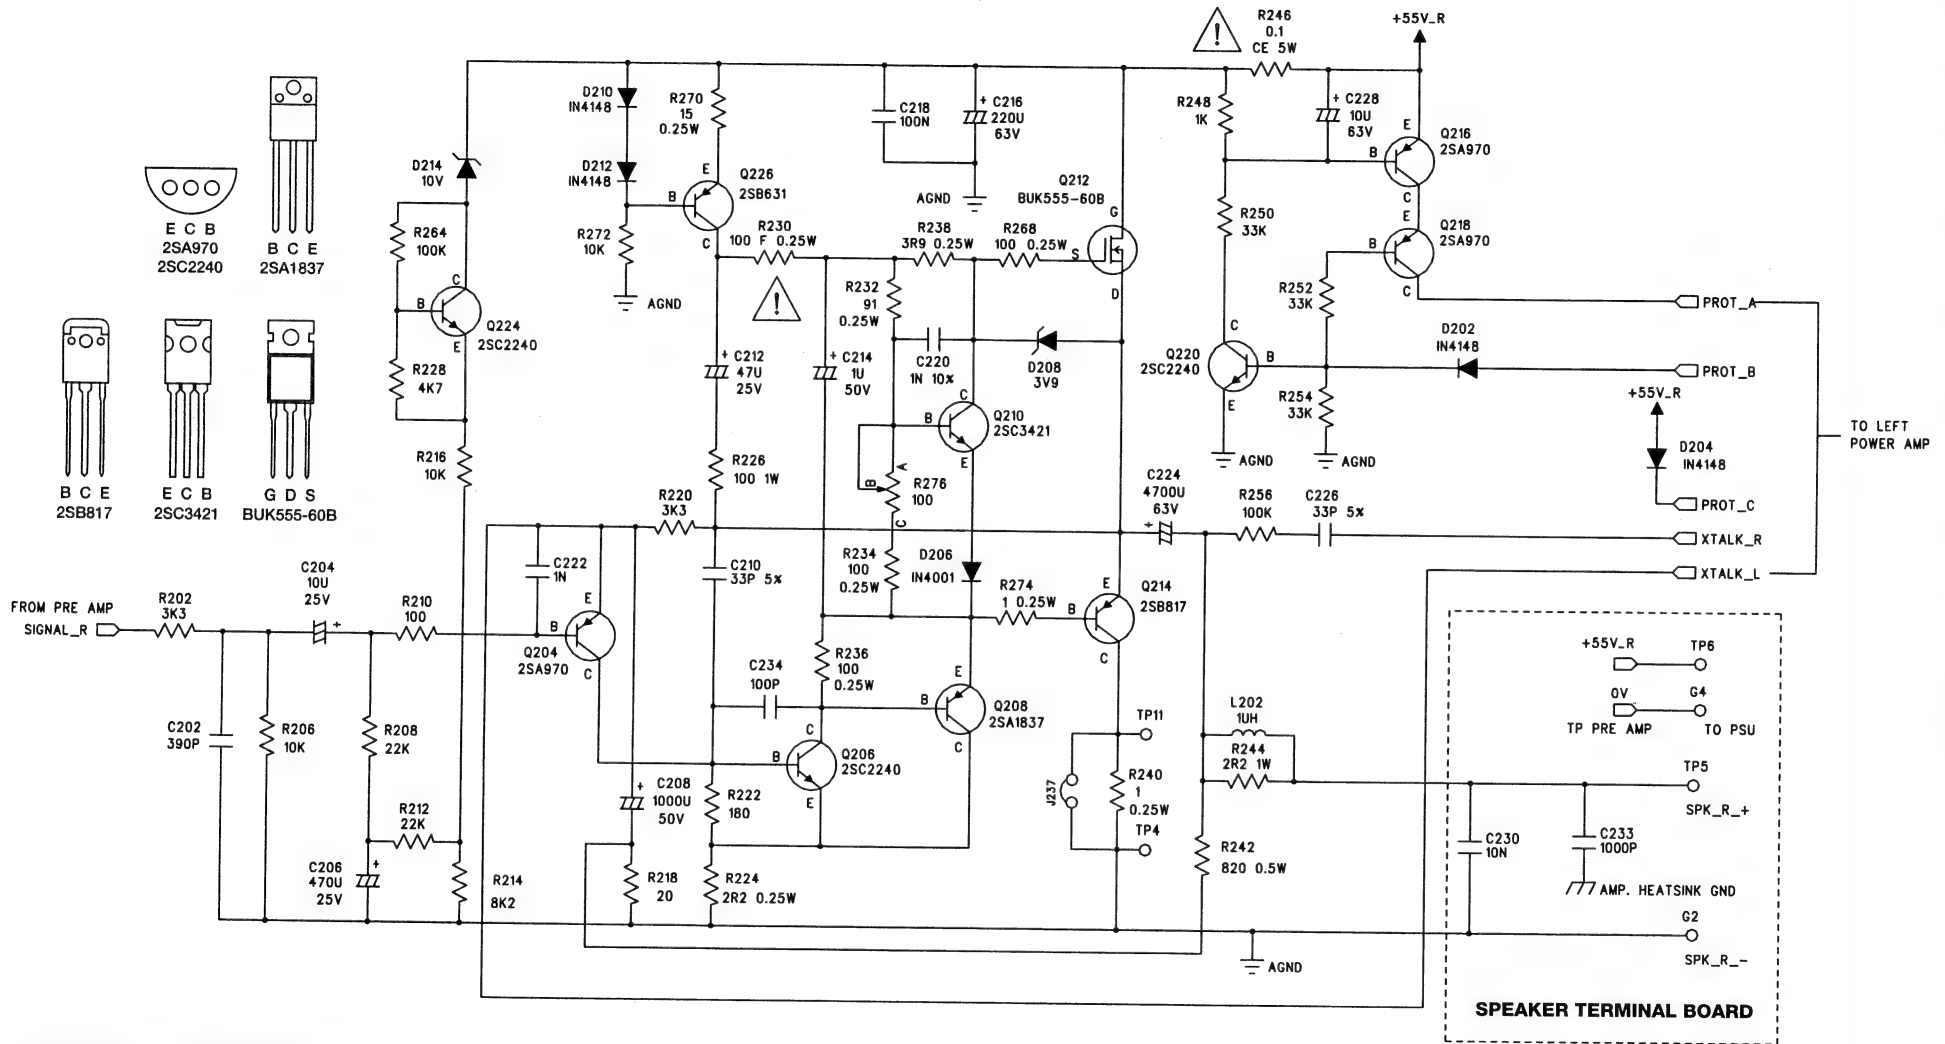 R246
0.1
CE 5W
+55V_R
D210
IN4148
R270
15
0.25W
C218
100N
+ C216
220U
63V
R248
1K
+ C228
10U
63V
E
Q216
2SA970
B
C
D214
10V
D212
IN4148
E
Q226
2SB631
B
C
AGND
Q212
BUK555-60B
G
S
D
E C B
2SA970
2SC2240
B C E
2SA1837
R264
100K
R272
10K
AGND
R230
100 F 0.25W
R238
3R9 0.25W
R268
100 0.25W
R250
33K
E
Q218
2SA970
B
C
R252
33K
PROT_A
C
B
Q224
2SC2240
E
R232
91
0.25W
+ C212
47U
25V
+ C214
1U
50V
C220
1N 10%
D208
3V9
C
Q220
2SC2240
B
E
D202
IN4148
PROT_B
R228
4K7
R254
33K
+55V_R
C
B
Q210
2SC3421
E
TO LEFT
POWER AMP
D204
IN4148
B C E
2SB817
E C B
2SC3421
G D S
BUK555-60B
R216
10K
R226
100 1W
A
B
R276
100
C
AGND
AGND
PROT_C
R220
3K3
C224
4700U
63V
+
R256
100K
C226
33P 5%
XTALK_R
XTALK_L
C222
1N
C210
33P 5%
R234
100
0.25W
D206
IN4001
R274
1 0.25W
E
B
Q214
2SB817
C
C204
10U
25V
+
FROM PRE AMP
SIGNAL_R
R202
3K3
R210
100
E
B
Q204
2SA970
C
R236
100
0.25W
C234
100P
E
B
Q208
2SA1837
C
+55V_R
TP6
0V
G4
TP PRE AMP
TO PSU
C202
390P
R206
10K
R208
22K
C
B
Q206
2SC2240
E
TP11
L202
1UH
R244
2R2 1W
TP5
SPK_R_+
+
C208
1000U
50V
R222
180
J237
R240
1
0.25W
TP4
R212
22K
C206
470U
25V
+
R214
8K2
R218
20
R224
2R2 0.25W
R242
820 0.5W
C230
10N
C233
1000P
AMP. HEATSINK GND
G2
SPK_R_-
AGND
SPEAKER TERMINAL BOARD